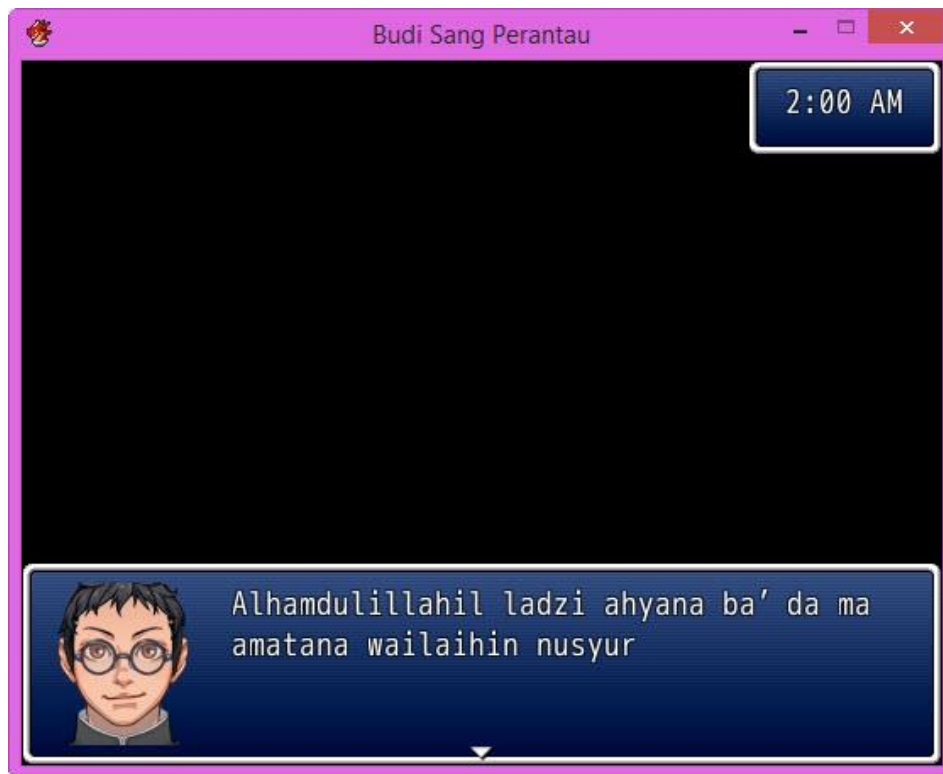 Budi Sang Perantau
2:00 AM
Alhamdulillahil ladzi ahyana ba’ da ma
amatana wailaihin nusyur